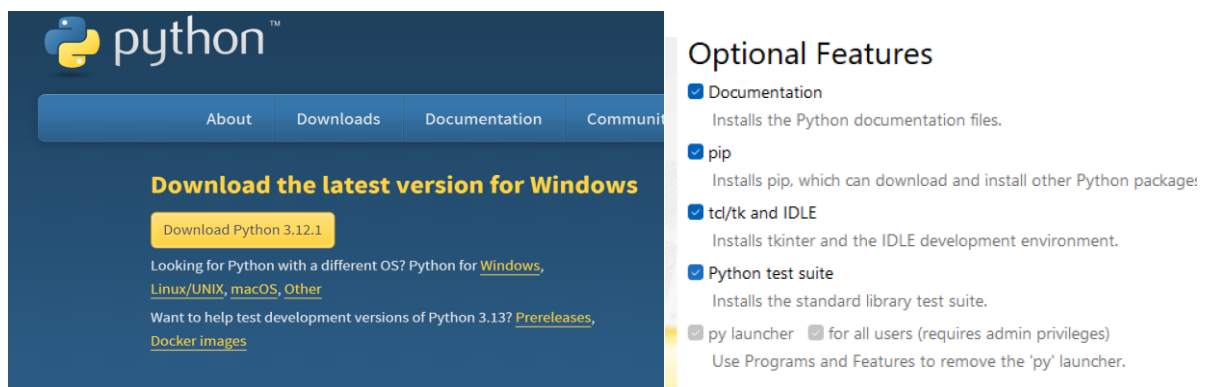 python™
About Downloads Documentation Communit
Download the latest version for Windows
Download Python 3.12.1
Looking for Python with a different OS? Python for Windows,
Linux/UNIX, macOS, Other
Want to help test development versions of Python 3.13? Prereleases,
Docker images
Optional Features
Documentation
Installs the Python documentation files.
pip
Installs pip, which can download and install other Python packages
tcl/tk and IDLE
Installs tkinter and the IDLE development environment.
Python test suite
Installs the standard library test suite.
py launcher for all users (requires admin privileges)
Use Programs and Features to remove the 'py' launcher.